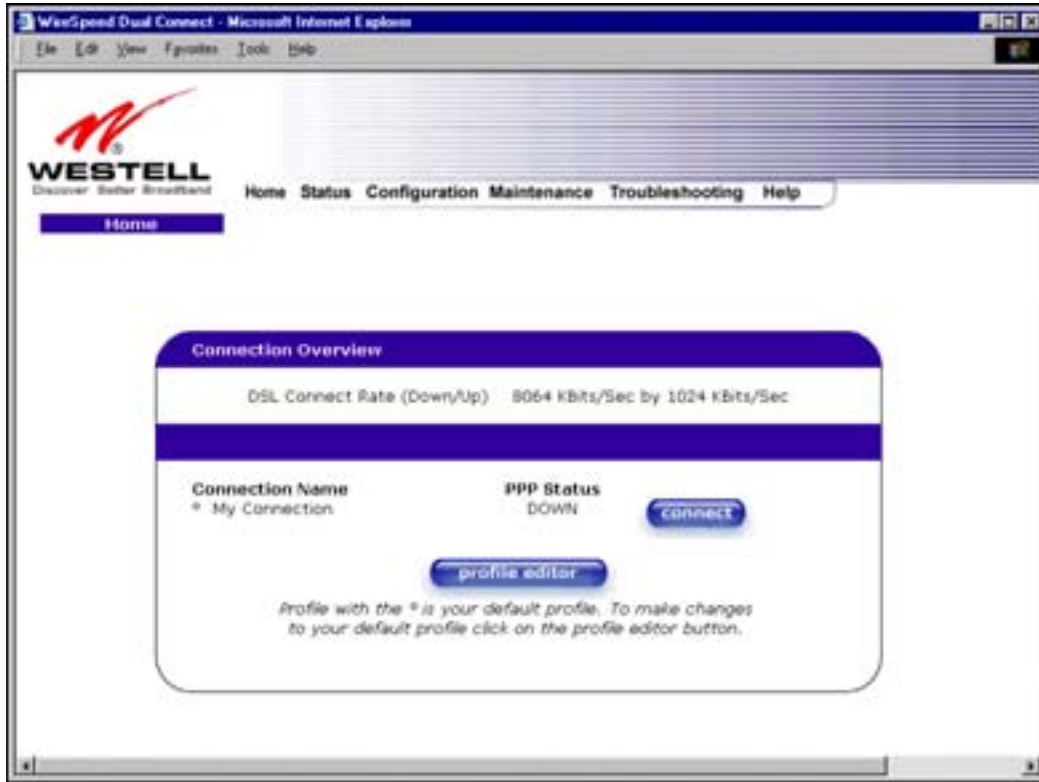 WireSpeed Dual Connect - Microsoft Internet Explorer
File Edit View Favorites Tools Help
WESTELL
Discover Better Broadband
Home Status Configuration Maintenance Troubleshooting Help
Home
Connection Overview
DSL Connect Rate (Down/Up) 8064 KBits/Sec by 1024 KBits/Sec
Connection Name PPP Status
* My Connection DOWN connect
profile editor
Profile with the * is your default profile. To make changes
to your default profile click on the profile editor button.